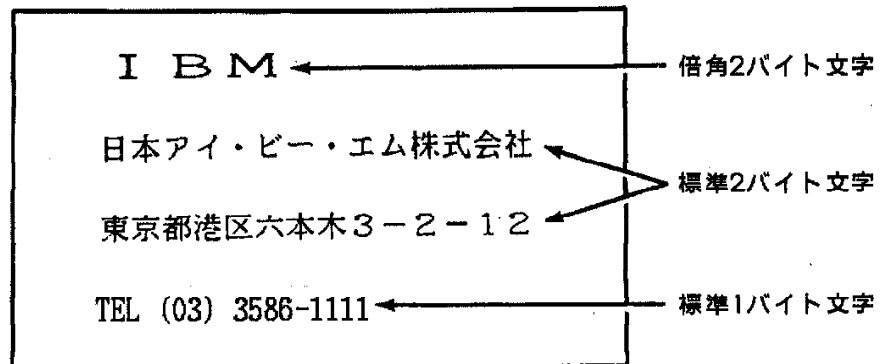 ＩＢＭ
倍角2バイト文字
日本アイ・ビー・エム株式会社
標準2バイト文字
東京都港区六本木３－２－１２
TEL (03) 3586-1111
標準1バイト文字